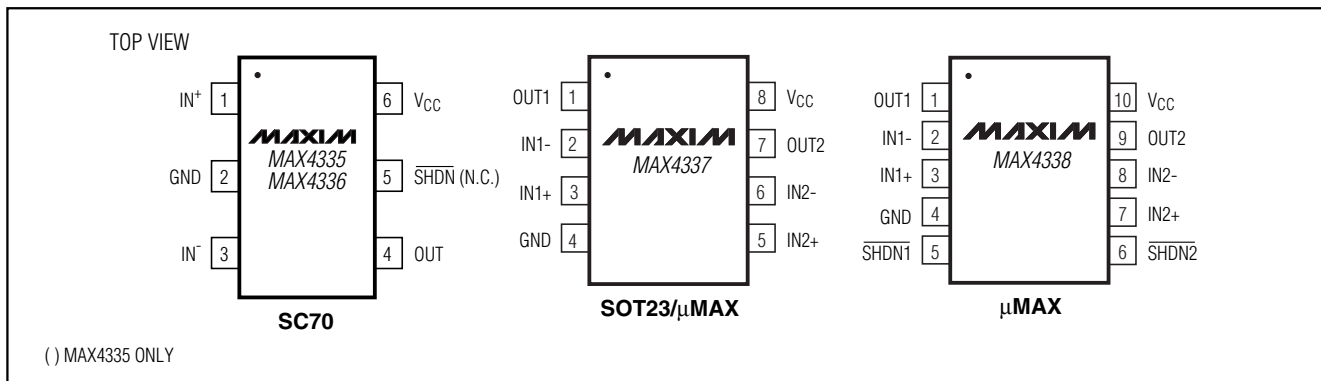 TOP VIEW
IN+ 1
GND 2
IN- 3
6 VCC
5 SHDN (N.C.)
4 OUT
MAXIM
MAX4335
MAX4336
SC70
OUT1 1
IN1- 2
IN1+ 3
GND 4
8 VCC
7 OUT2
6 IN2-
5 IN2+
MAXIM
MAX4337
SOT23/μMAX
OUT1 1
IN1- 2
IN1+ 3
GND 4
SHDN1 5
10 VCC
9 OUT2
8 IN2-
7 IN2+
6 SHDN2
MAXIM
MAX4338
μMAX
( ) MAX4335 ONLY